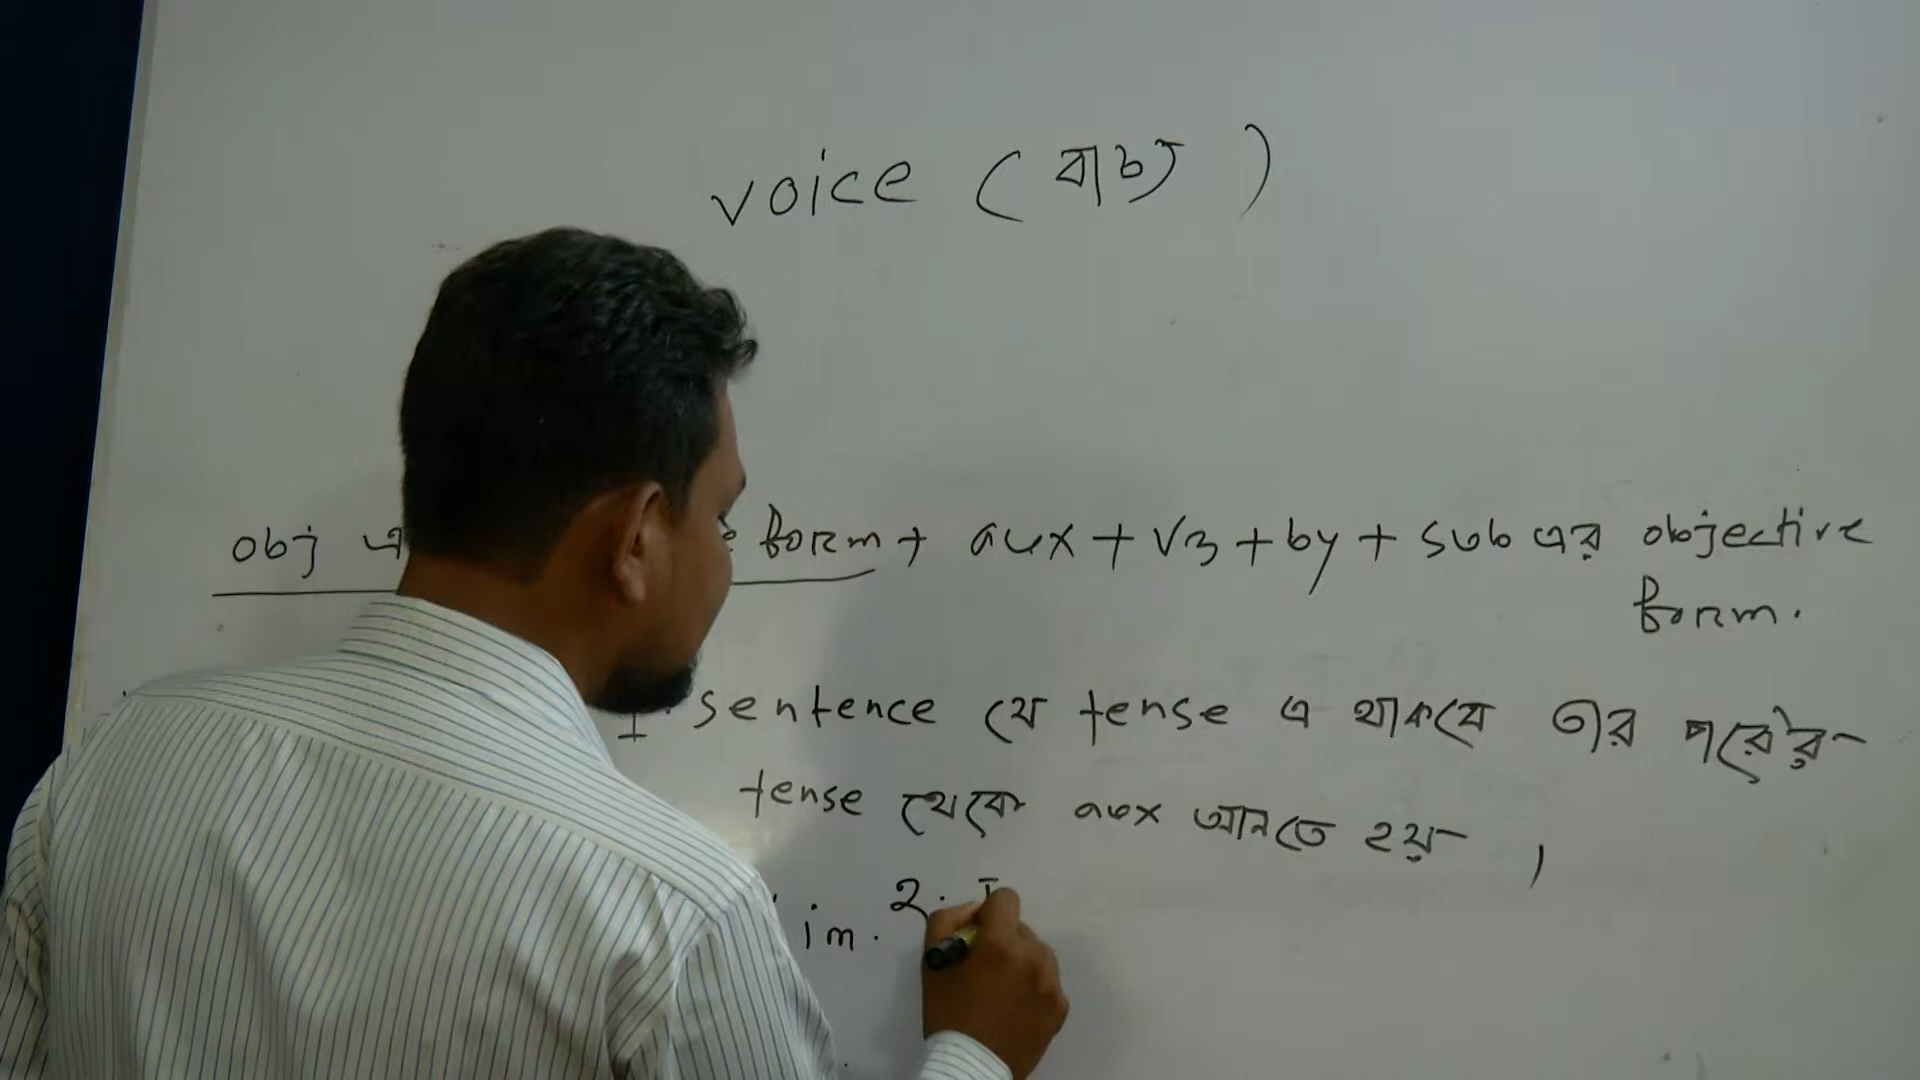 voice (বাচ্য)
obj form + aux + V3 + by + sub এর objective
form.
1. sentence যে tense এ থাকবে তার পরের
tense থেকে aux আনতে হয়,
im. 2.